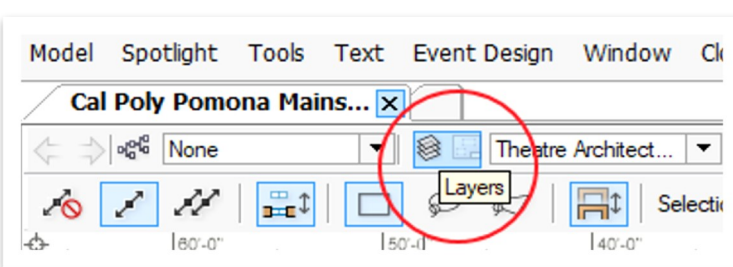 Model Spotlight Tools Text Event Design Window Clo
Cal Poly Pomona Mains...
None Theatre Architect...
Layers
Selectio
60'-0" 50'-0 40'-0"